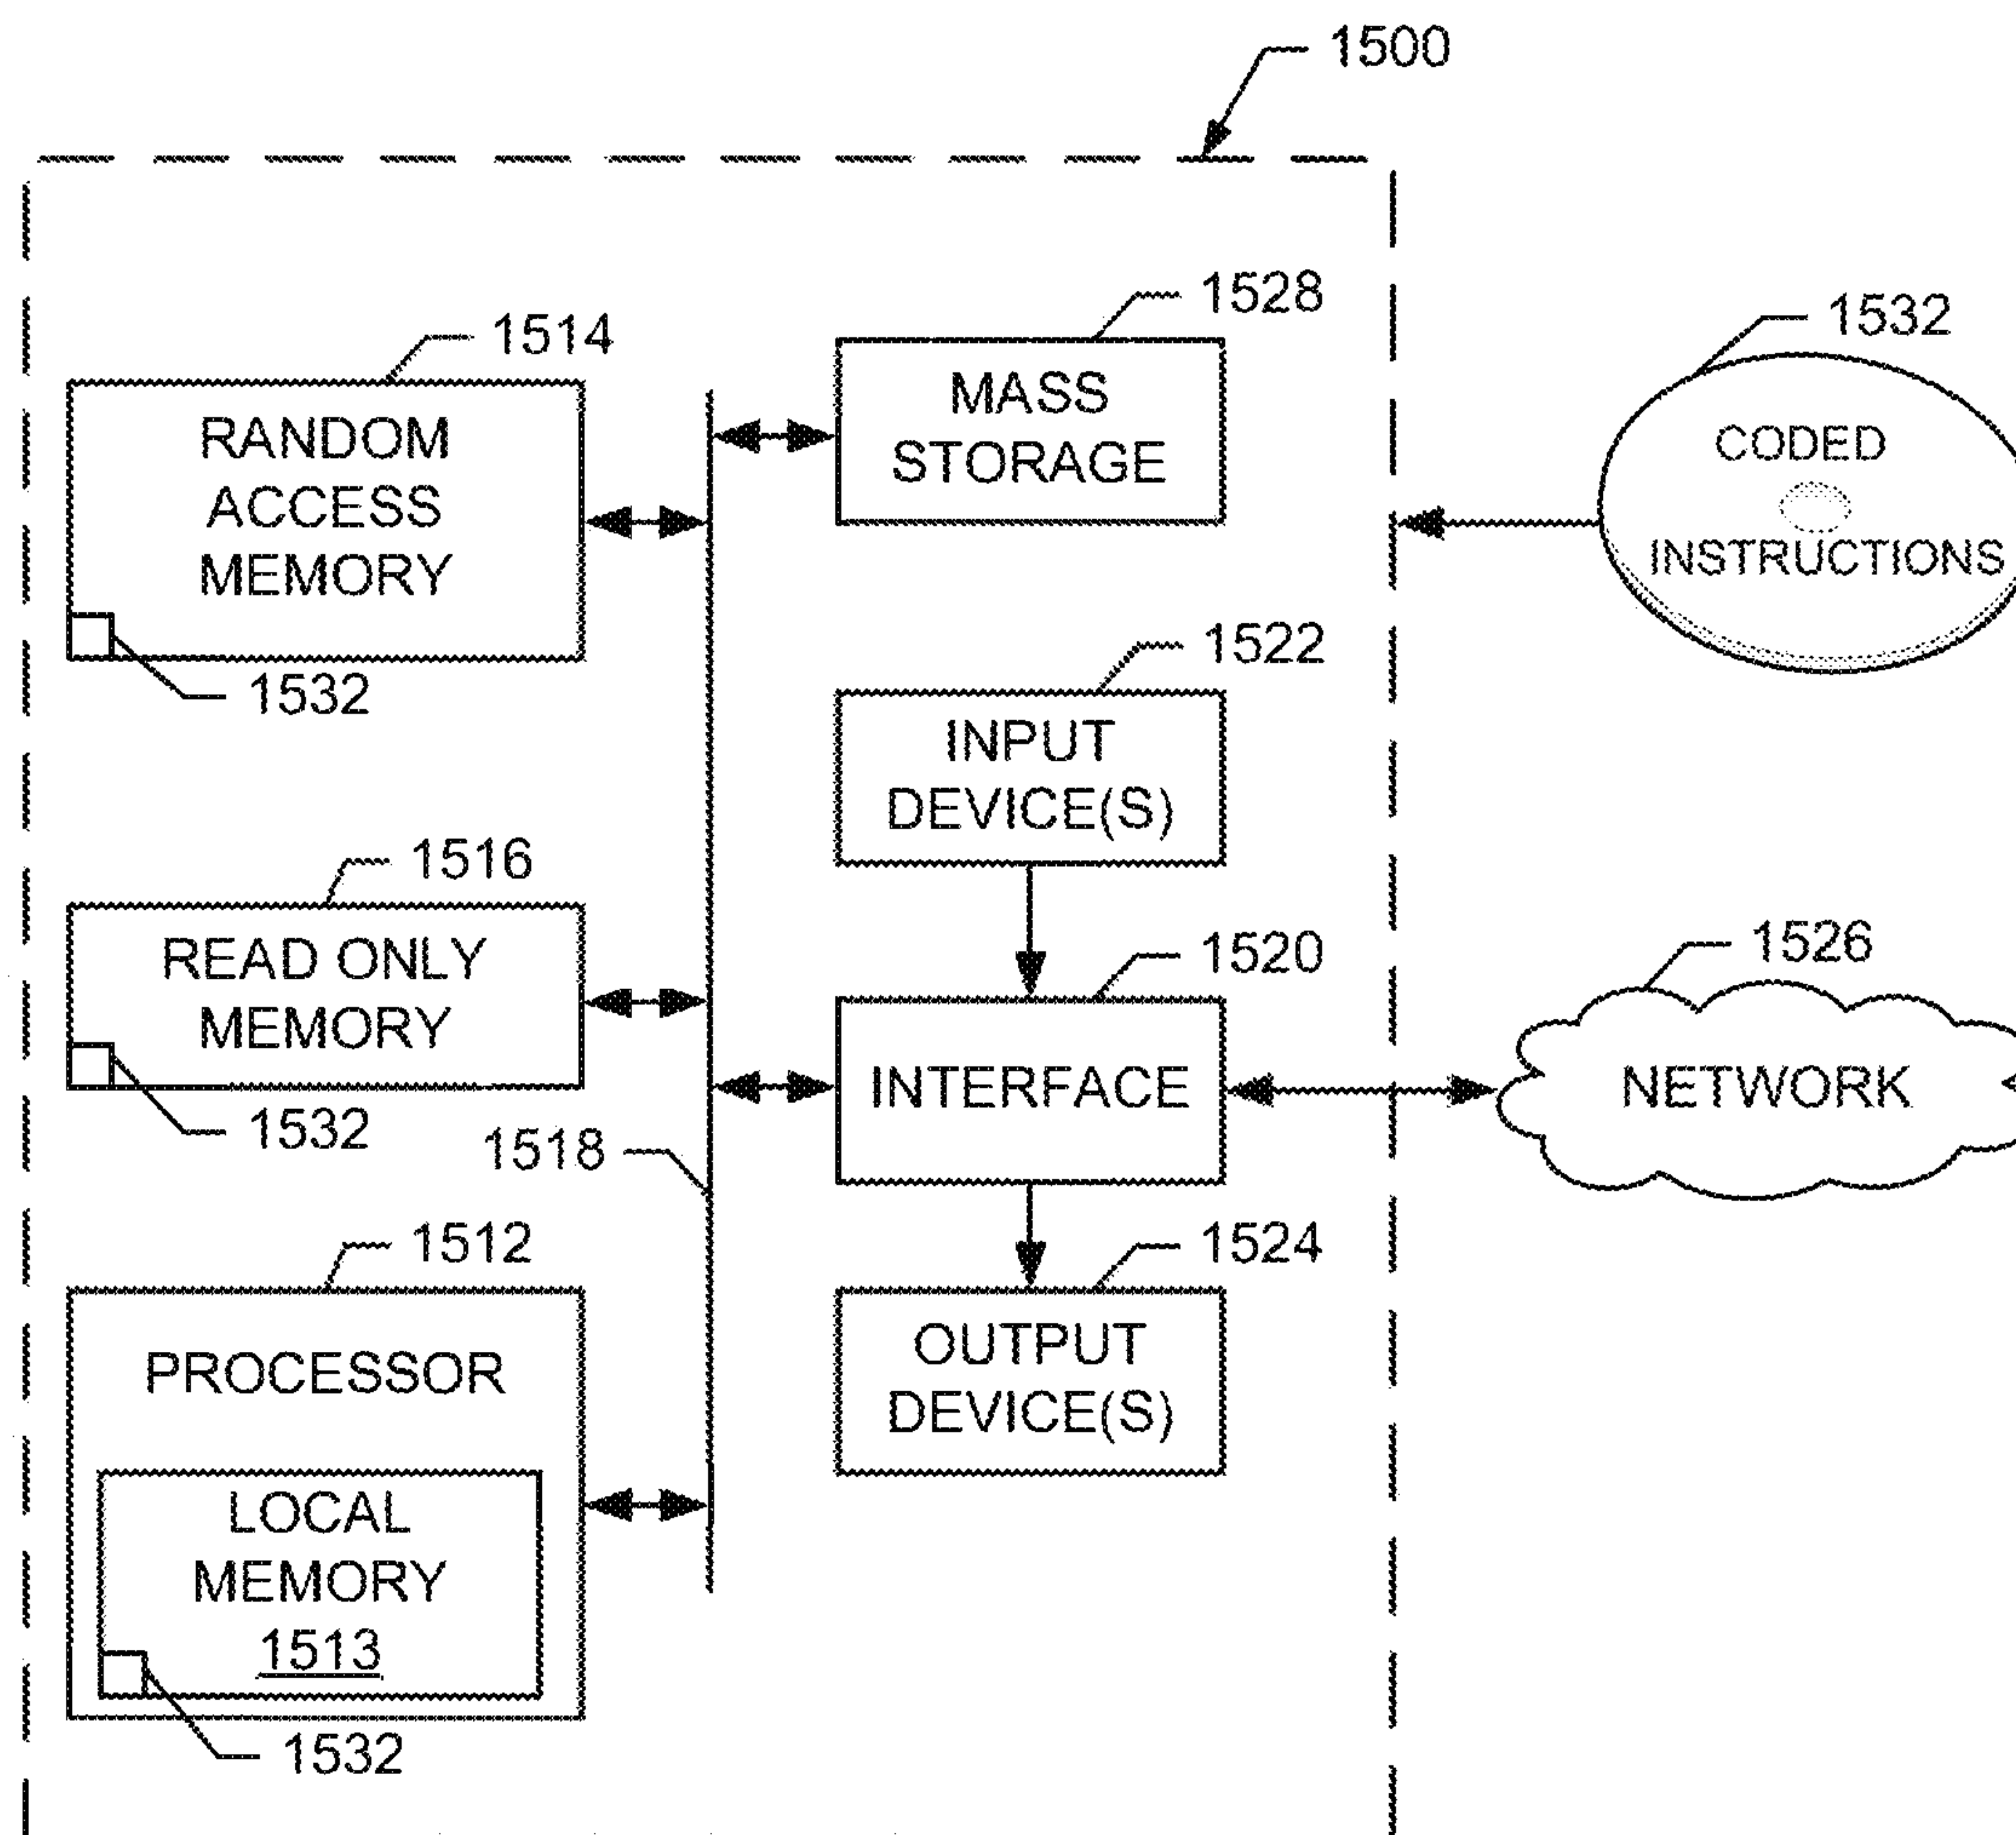 1500
1528
1514
1532
MASS
STORAGE
RANDOM
ACCESS
MEMORY
CODED
INSTRUCTIONS
1532
1522
INPUT
DEVICE(S)
1516
1520
1526
READ ONLY
MEMORY
INTERFACE
NETWORK
1532
1518
1512
1524
PROCESSOR
OUTPUT
DEVICE(S)
LOCAL
MEMORY
1513
1532